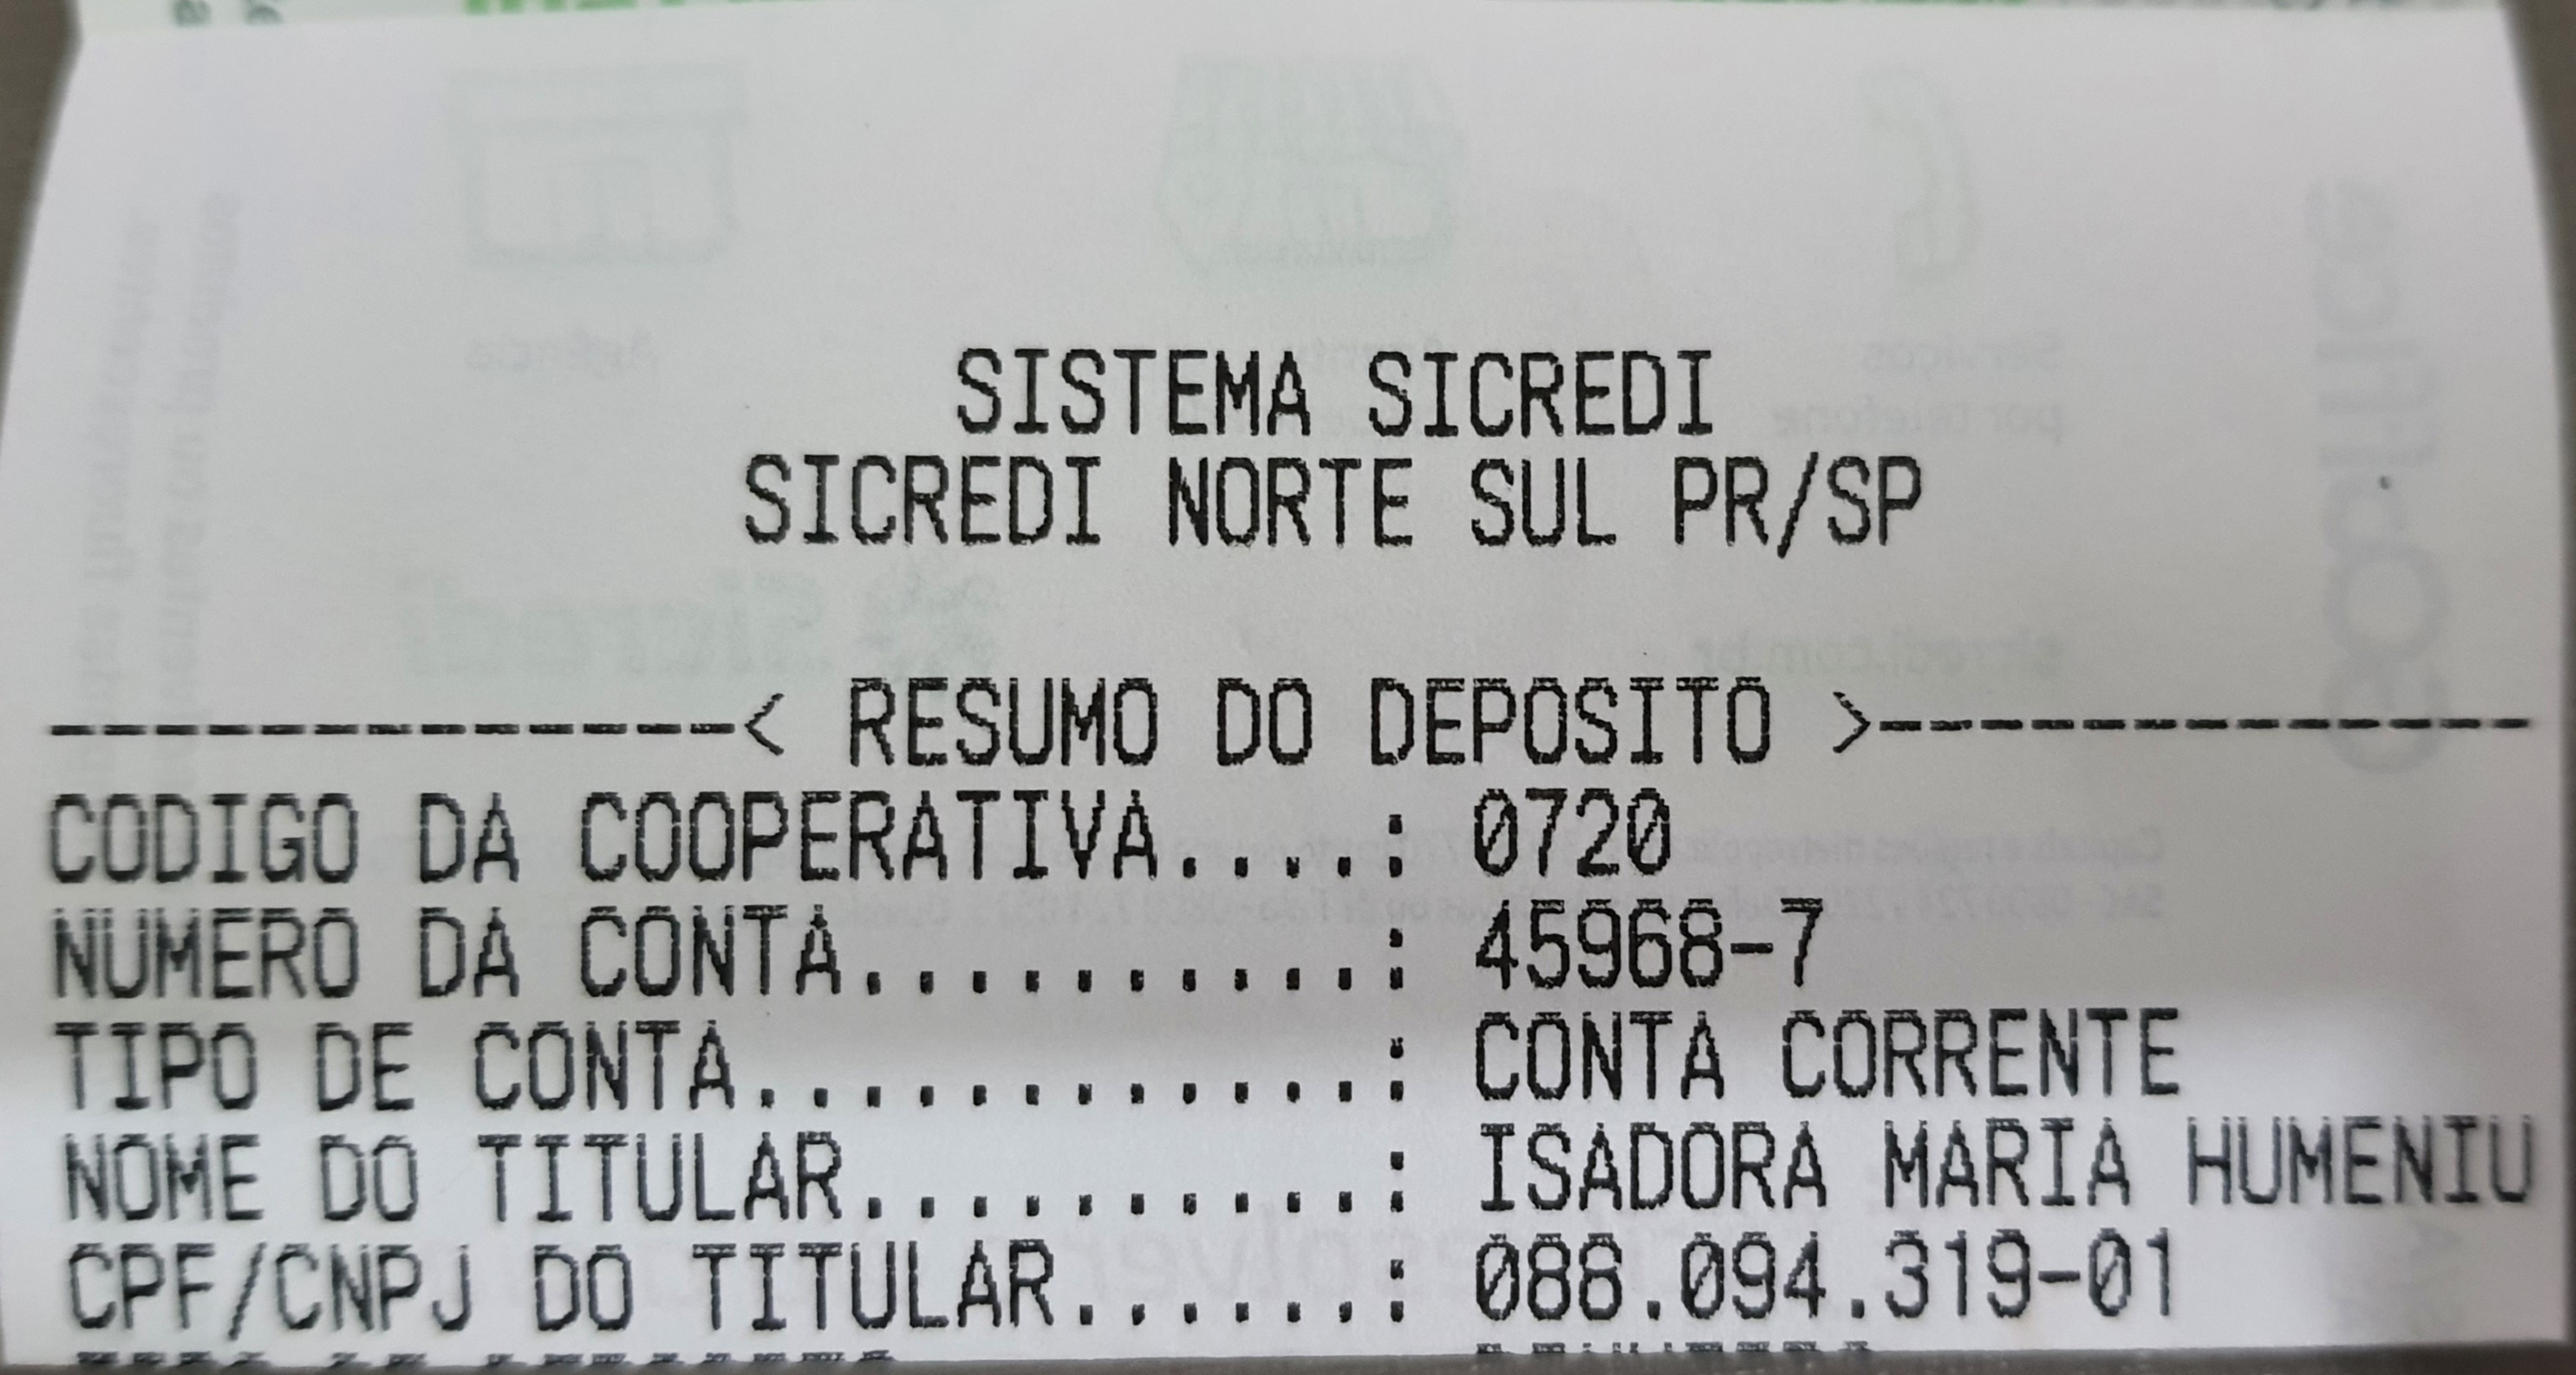 SISTEMA SICREDI
SICREDI NORTE SUL PR/SP
--------------< RESUMO DO DEPOSITO >-------------
CODIGO DA COOPERATIVA....: 0720
NUMERO DA CONTA..........: 45968-7
TIPO DE CONTA............: CONTA CORRENTE
NOME DO TITULAR..........: ISADORA MARIA HUMENIU
CPF/CNPJ DO TITULAR......: 088.094.319-01